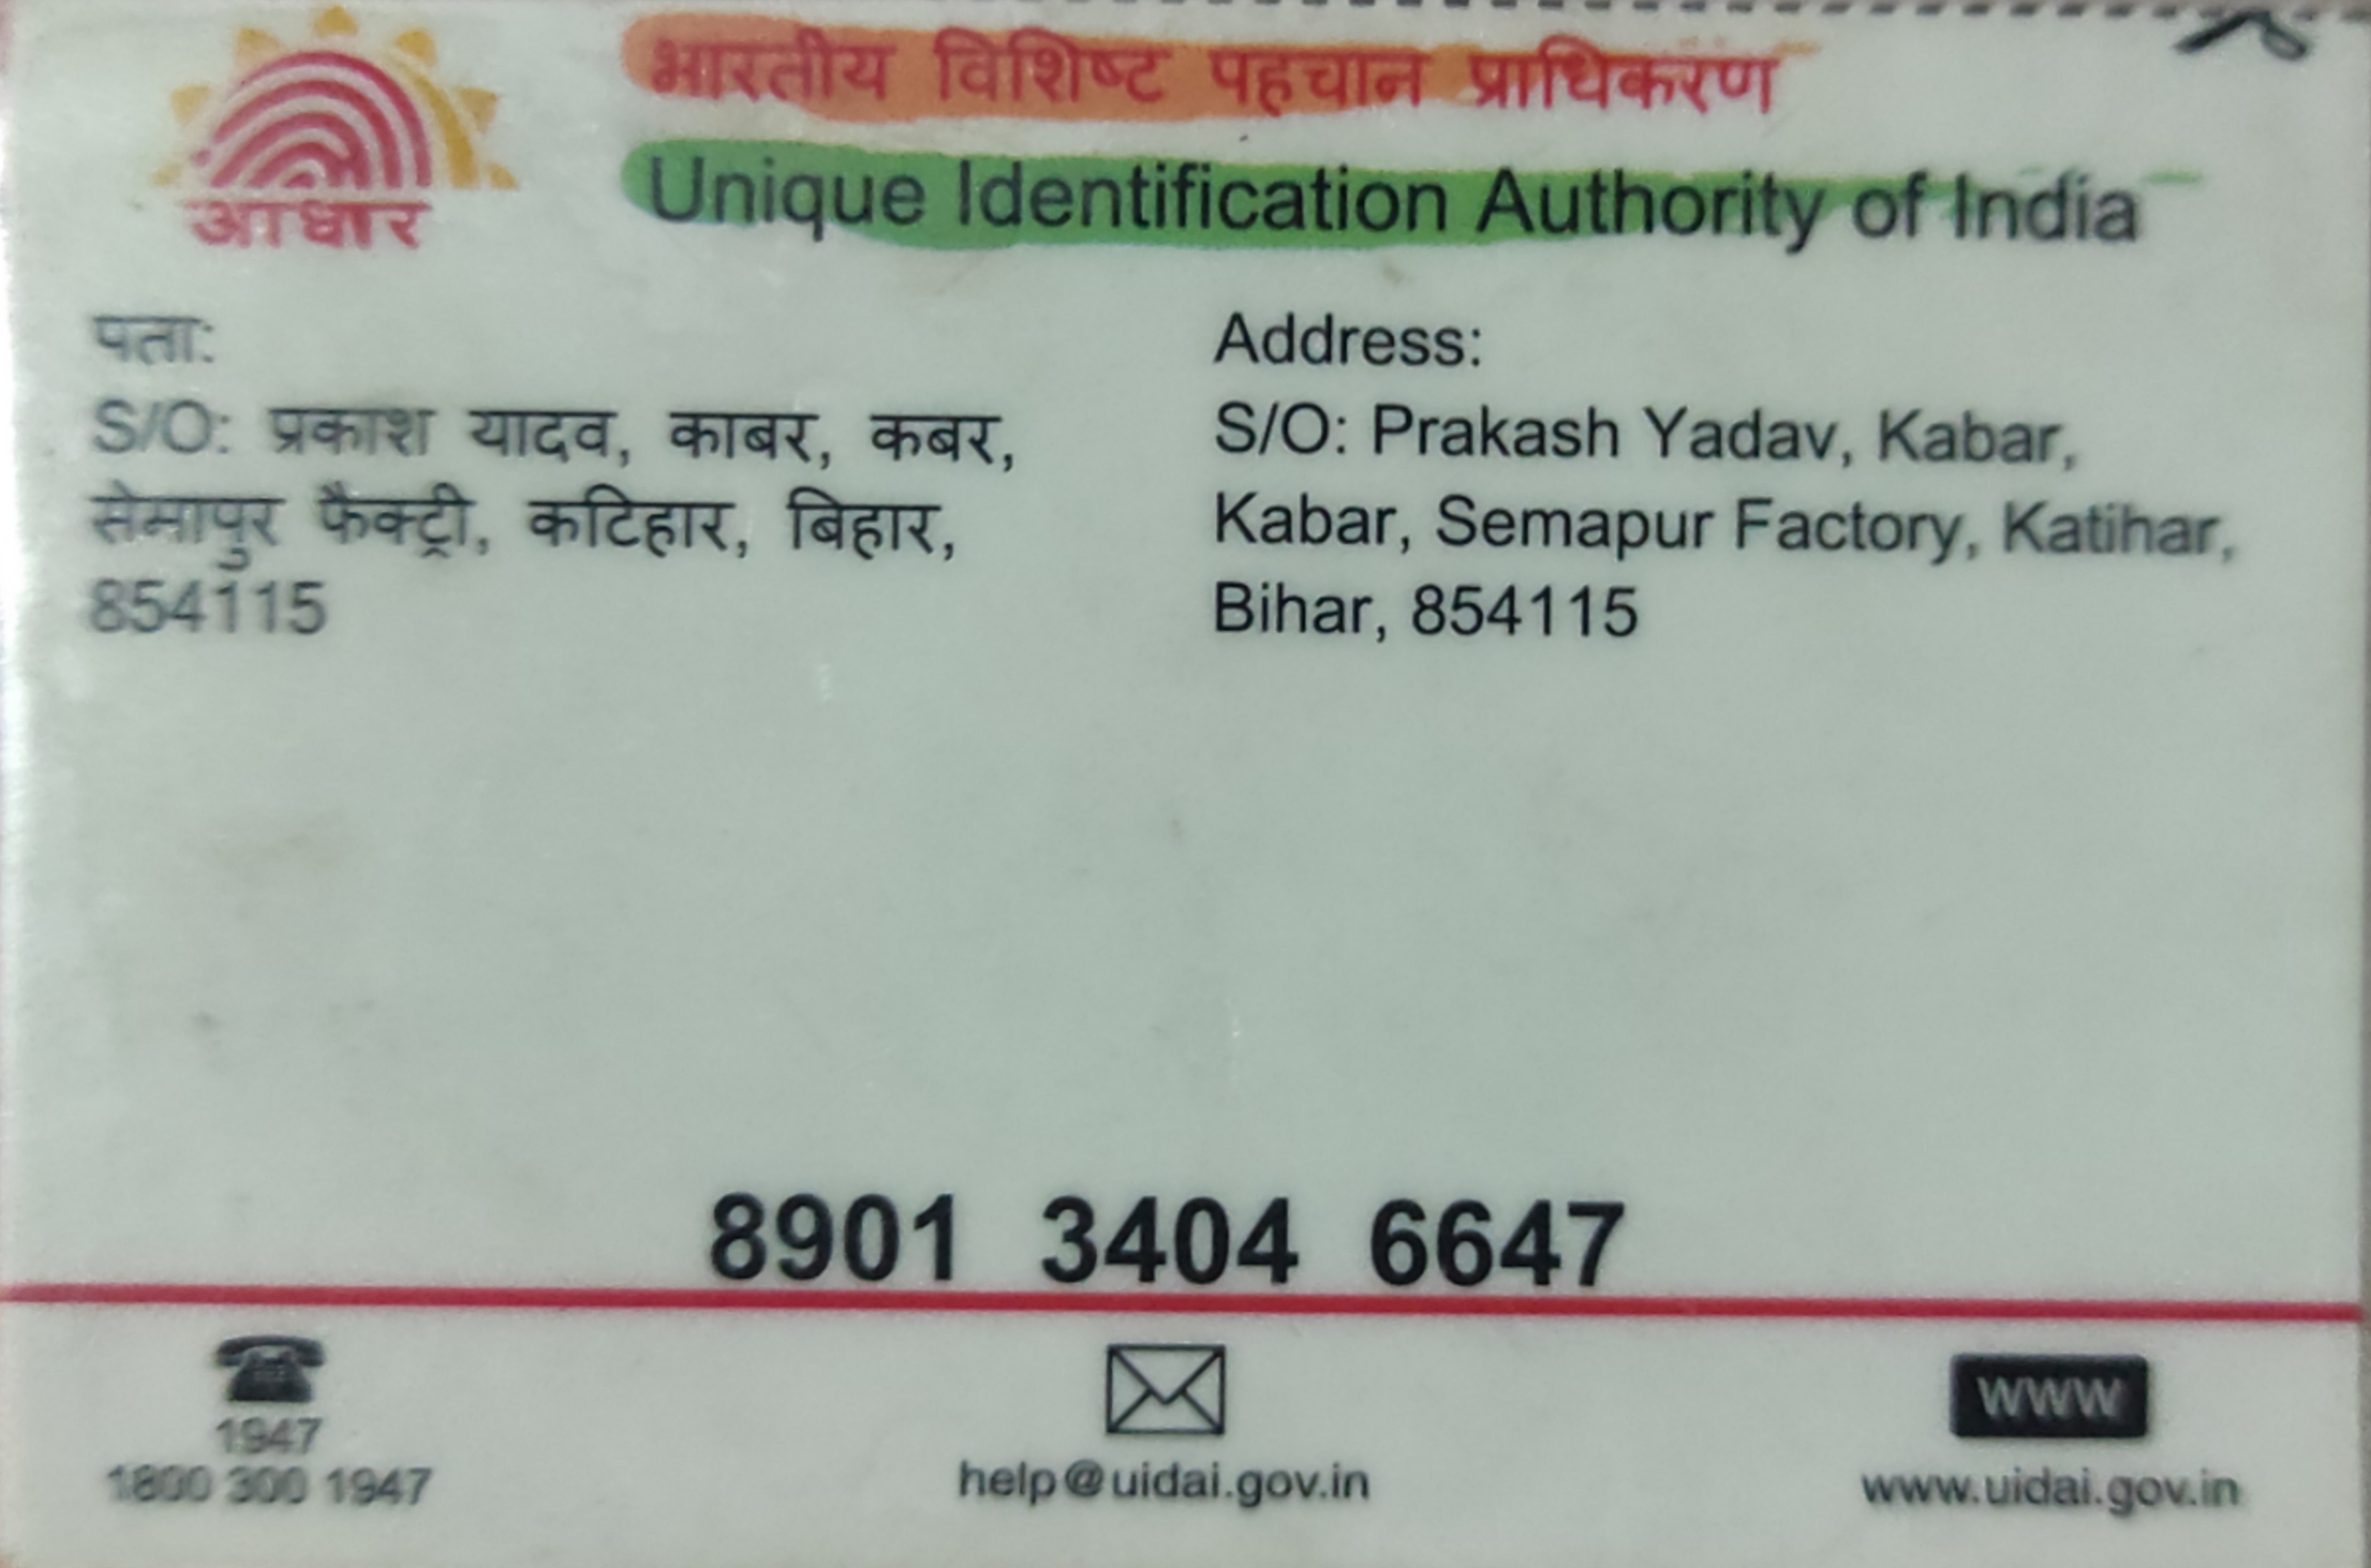 भारतीय विशिष्ट पहचान प्राधिकरण
Unique Identification Authority of India
आधार
पता:
S/O: प्रकाश यादव, काबर, कबर,
सेमापुर फैक्ट्री, कटिहार, बिहार,
854115
Address:
S/O: Prakash Yadav, Kabar,
Kabar, Semapur Factory, Katihar,
Bihar, 854115
8901 3404 6647
1947
1800 300 1947
help@uidai.gov.in
WWW
www.uidai.gov.in